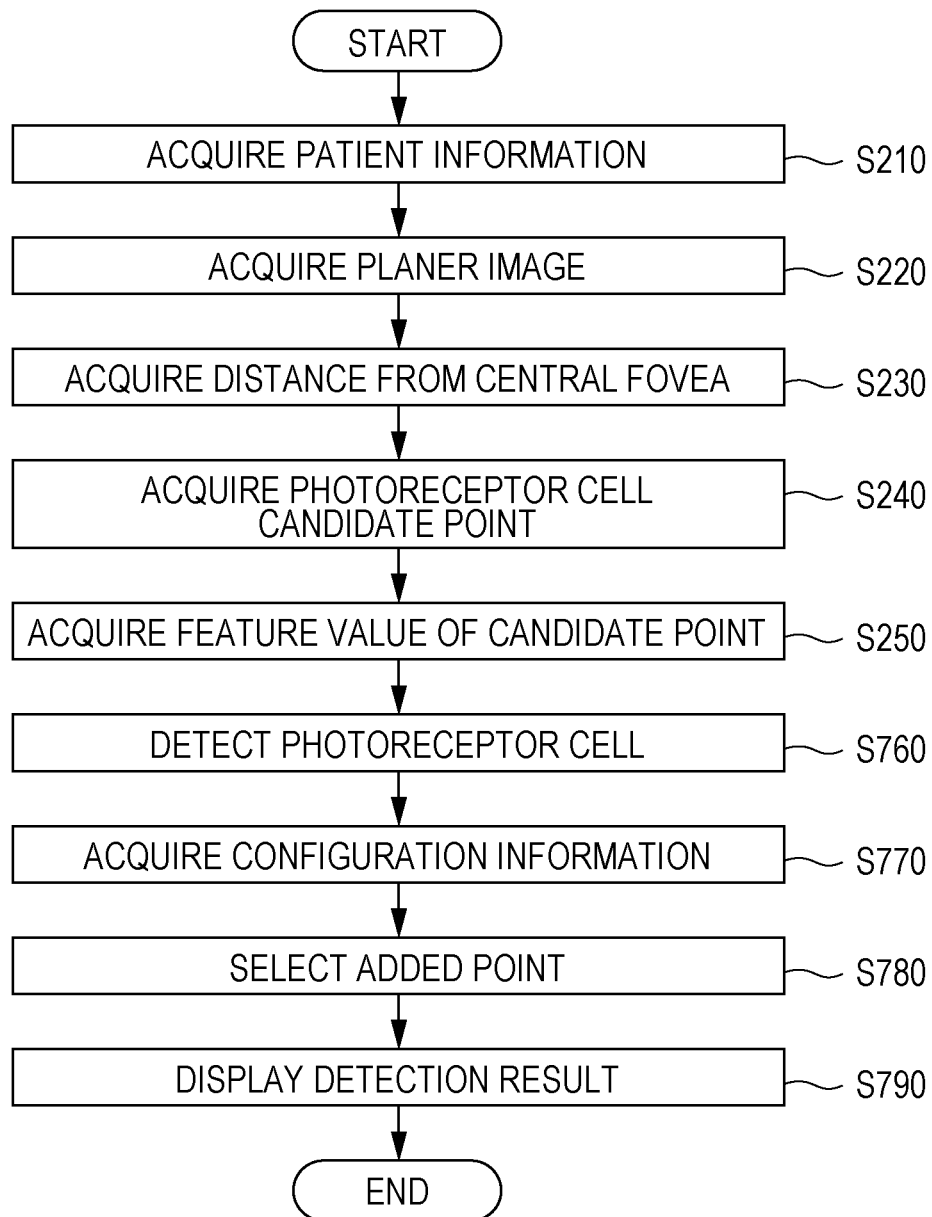 START
ACQUIRE PATIENT INFORMATION
S210
ACQUIRE PLANER IMAGE
S220
ACQUIRE DISTANCE FROM CENTRAL FOVEA
S230
ACQUIRE PHOTORECEPTOR CELL
CANDIDATE POINT
S240
ACQUIRE FEATURE VALUE OF CANDIDATE POINT
S250
DETECT PHOTORECEPTOR CELL
S760
ACQUIRE CONFIGURATION INFORMATION
S770
SELECT ADDED POINT
S780
DISPLAY DETECTION RESULT
S790
END